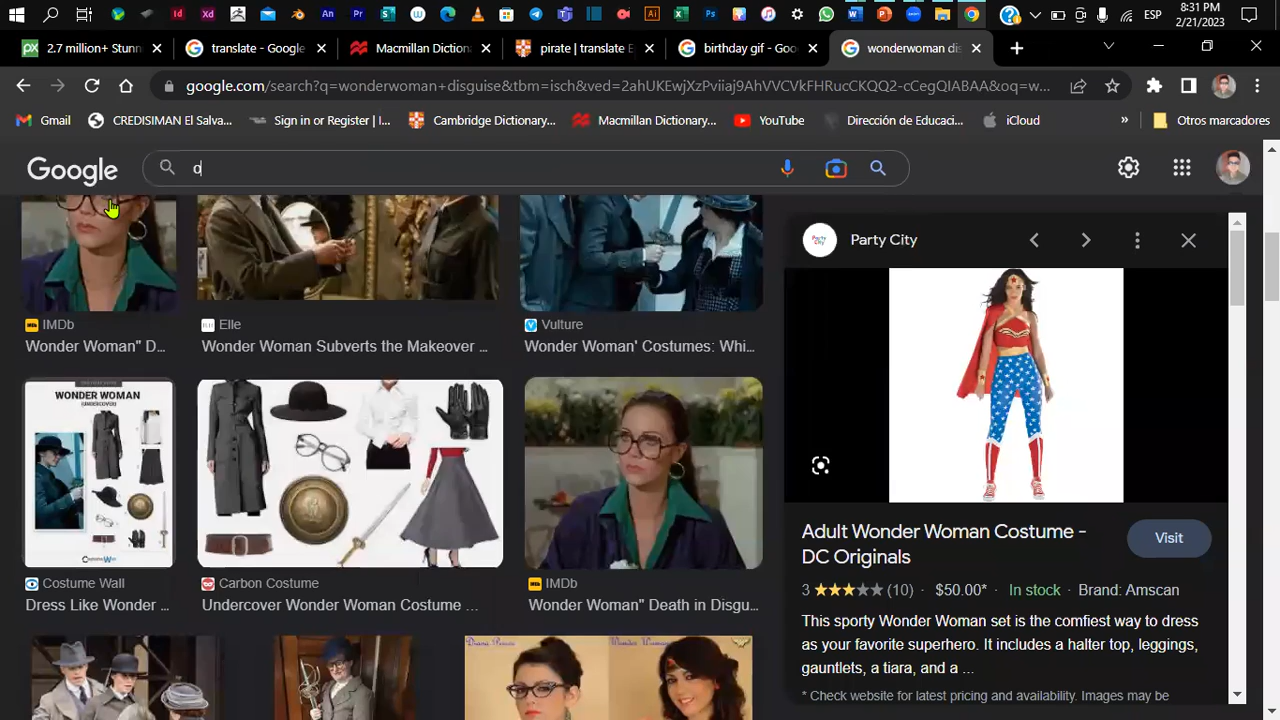 ESP
8:31 PM
2/21/2023
2.7 million+ Stunn
translate - Google
Macmillan Dictiona
pirate | translate E
birthday gif - Goo
wonderwoman dis
google.com/search?q=wonderwoman+disguise&tbm=isch&ved=2ahUKEwjXzPviiaj9AhVVCVkFHRucCKQQ2-cCegQIABAA&oq=w...
Gmail
CREDISIMAN El Salva...
Sign in or Register | I...
Cambridge Dictionary...
Macmillan Dictionary...
YouTube
Dirección de Educaci...
iCloud
»
Otros marcadores
Google
o
Party City
IMDb
Wonder Woman" D...
Elle
Wonder Woman Subverts the Makeover ...
Vulture
Wonder Woman' Costumes: Whi...
WONDER WOMAN
(UNDERCOVER)
Adult Wonder Woman Costume -
DC Originals
Visit
3 ★★★★★ (10) · $50.00* · In stock · Brand: Amscan
This sporty Wonder Woman set is the comfiest way to dress
as your favorite superhero. It includes a halter top, leggings,
gauntlets, a tiara, and a ...
* Check website for latest pricing and availability. Images may be
Costume Wall
Dress Like Wonder ...
Carbon Costume
Undercover Wonder Woman Costume ...
IMDb
Wonder Woman" Death in Disgu...
Diana Prince
Wonder Woman